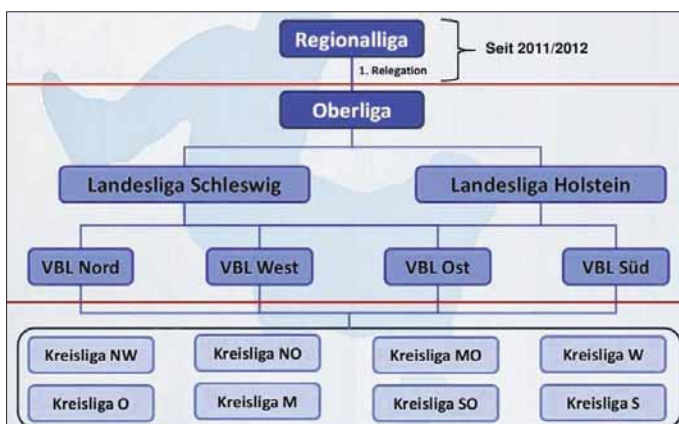 Regionalliga
Seit 2011/2012
1. Relegation
Oberliga
Landesliga Schleswig
Landesliga Holstein
VBL Nord
VBL West
VBL Ost
VBL Süd
Kreisliga NW
Kreisliga NO
Kreisliga MO
Kreisliga W
Kreisliga O
Kreisliga M
Kreisliga SO
Kreisliga S